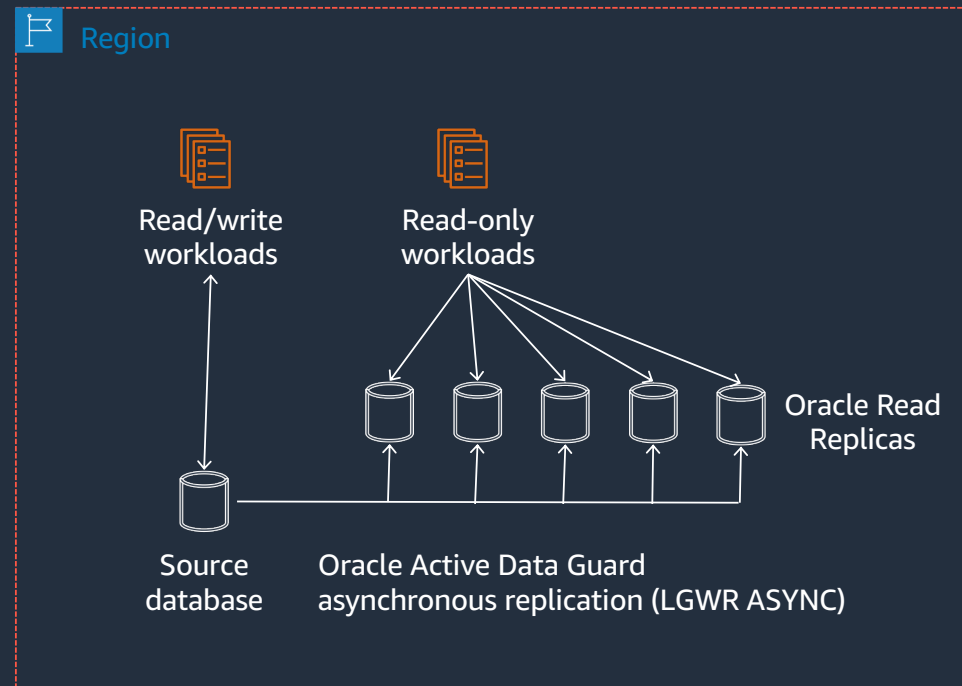 Region
Read/write
workloads
Read-only
workloads
Oracle Read
Replicas
Source
database
Oracle Active Data Guard
asynchronous replication (LGWR ASYNC)